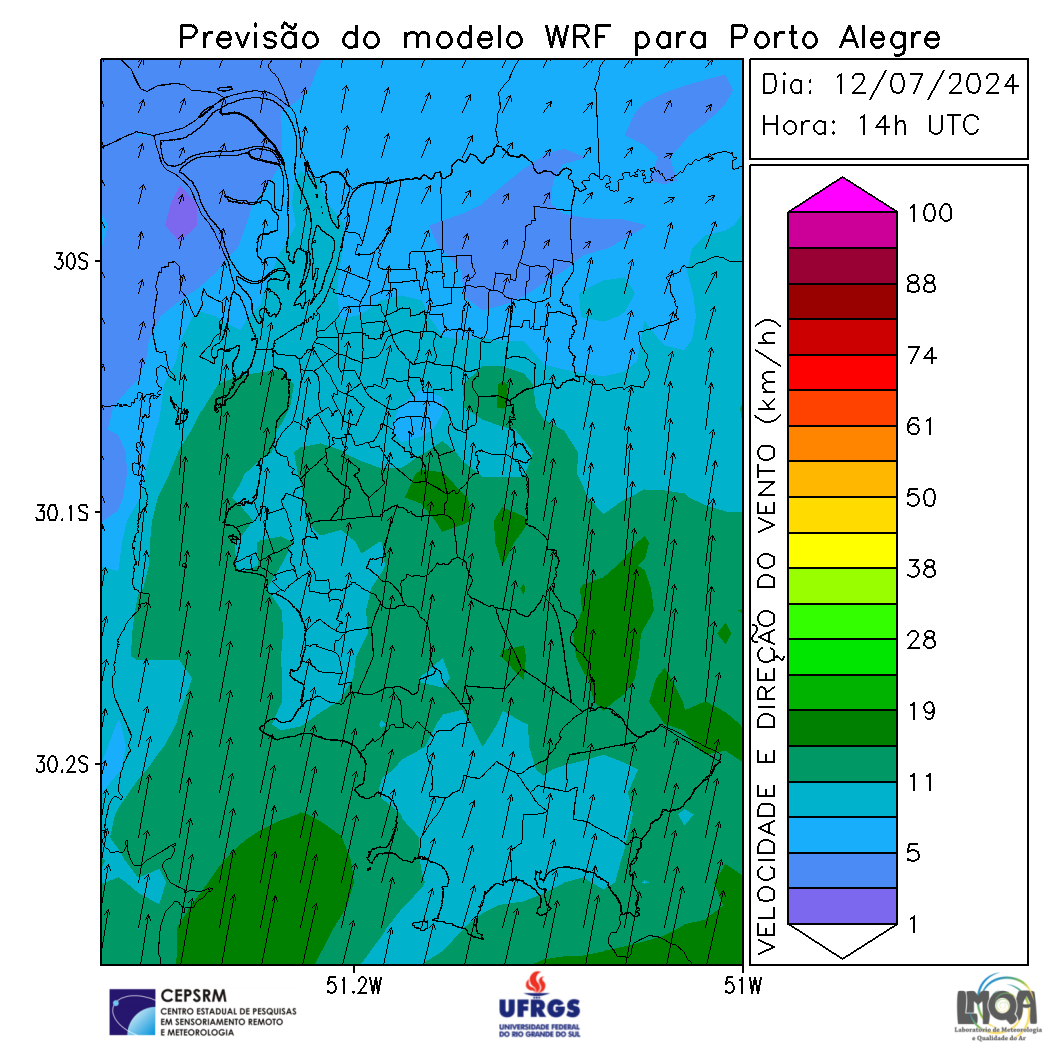 Previsão do modelo WRF para Porto Alegre
Dia: 12/07/2024
Hora: 14h UTC
30S
30.1S
30.2S
51.2W
51W
VELOCIDADE E DIREÇÃO DO VENTO (km/h)
100
88
74
61
50
38
28
19
11
5
1
CEPSRM
CENTRO ESTADUAL DE PESQUISAS
EM SENSORIAMENTO REMOTO
E METEOROLOGIA
UFRGS
UNIVERSIDADE FEDERAL
DO RIO GRANDE DO SUL
LMQA
Laboratório de Meteorologia
e Qualidade do Ar